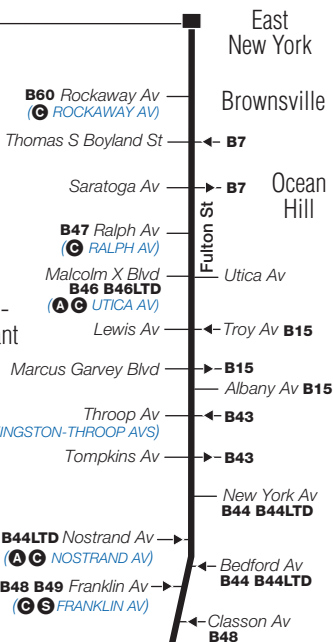 East
New York
B60 Rockaway Av
(C ROCKAWAY AV)
Brownsville
Thomas S Boyland St
B7
Saratoga Av
B7
Ocean
Hill
Fulton St
B47 Ralph Av
(C RALPH AV)
Malcolm X Blvd
B46 B46LTD
(A C UTICA AV)
Utica Av
Lewis Av
Troy Av B15
Marcus Garvey Blvd
B15
Albany Av B15
Throop Av
B43
INGSTON-THROOP AVS)
Tompkins Av
B43
New York Av
B44 B44LTD
B44LTD Nostrand Av
(A C NOSTRAND AV)
Bedford Av
B44 B44LTD
B48 B49 Franklin Av
(C S FRANKLIN AV)
Classon Av
B48